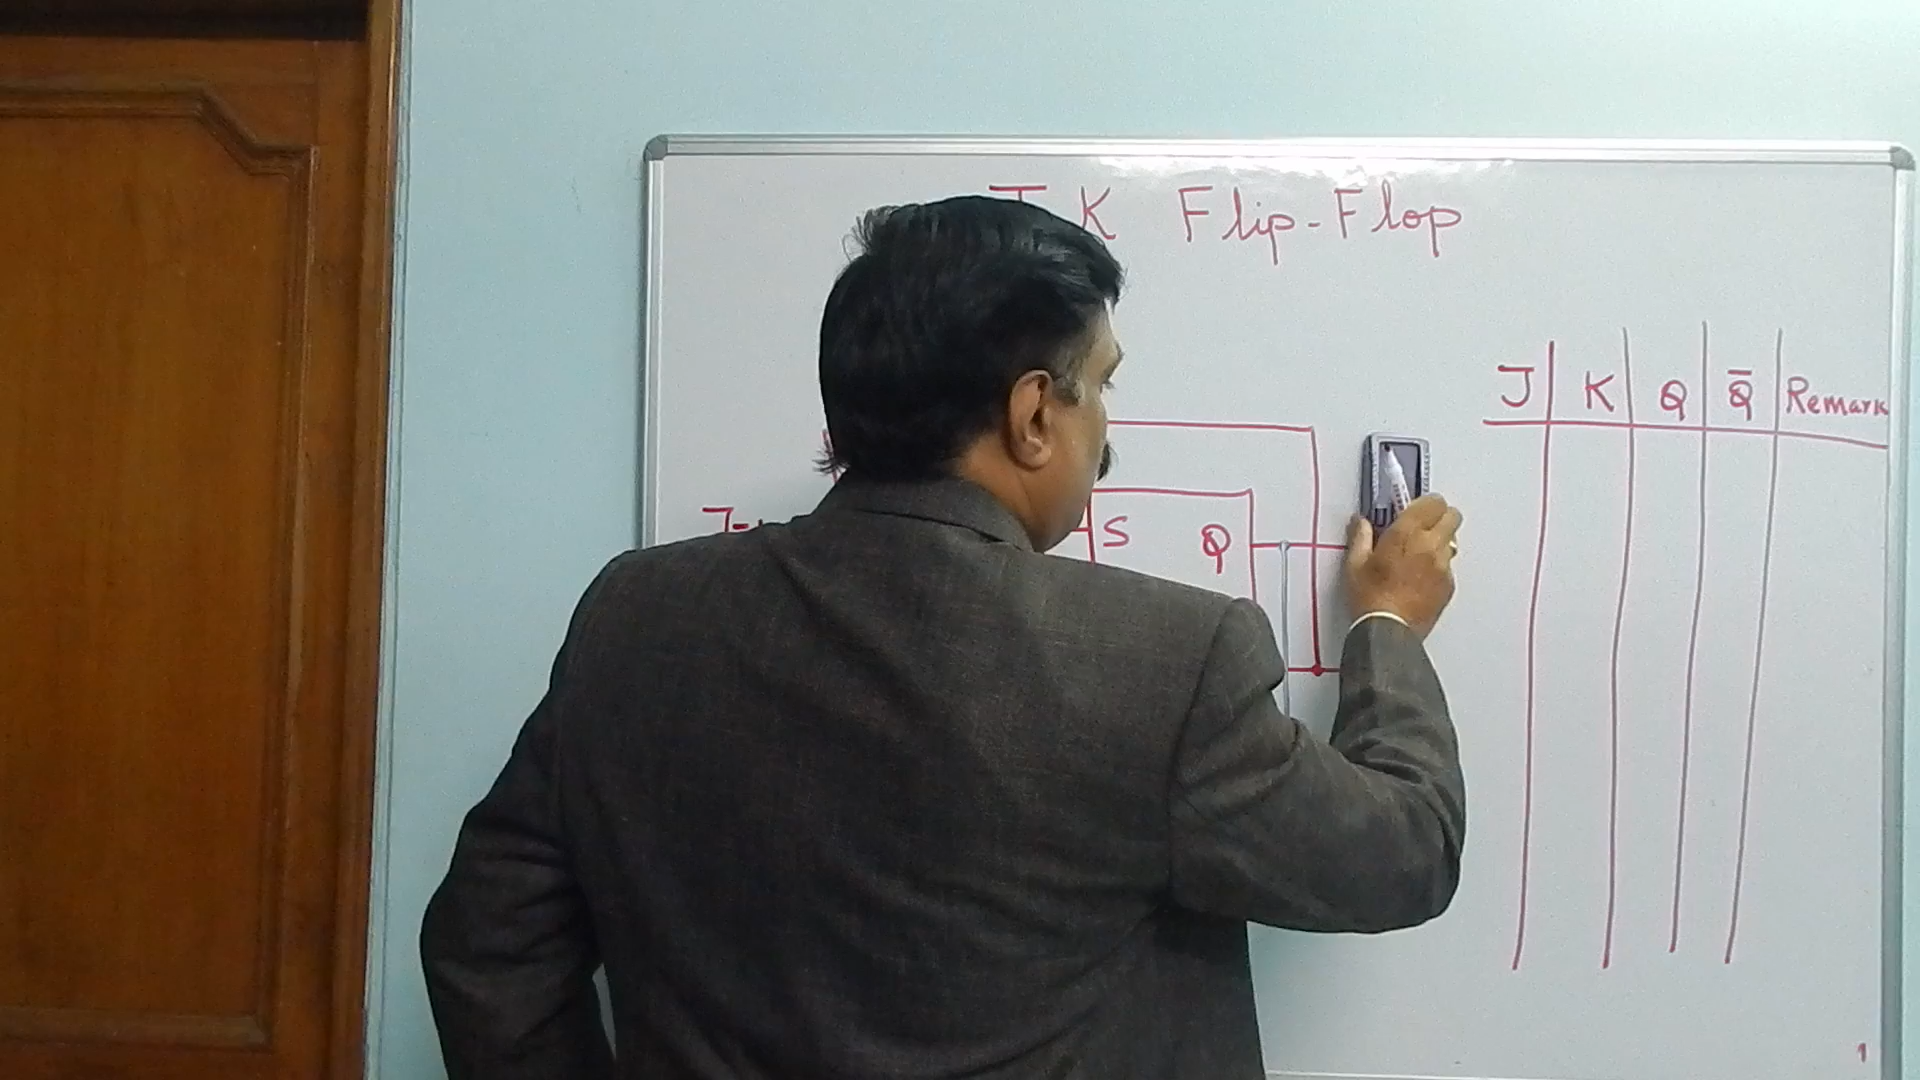 J K Flip-Flop
J K Q Q̅ Remark
J
S Q
1